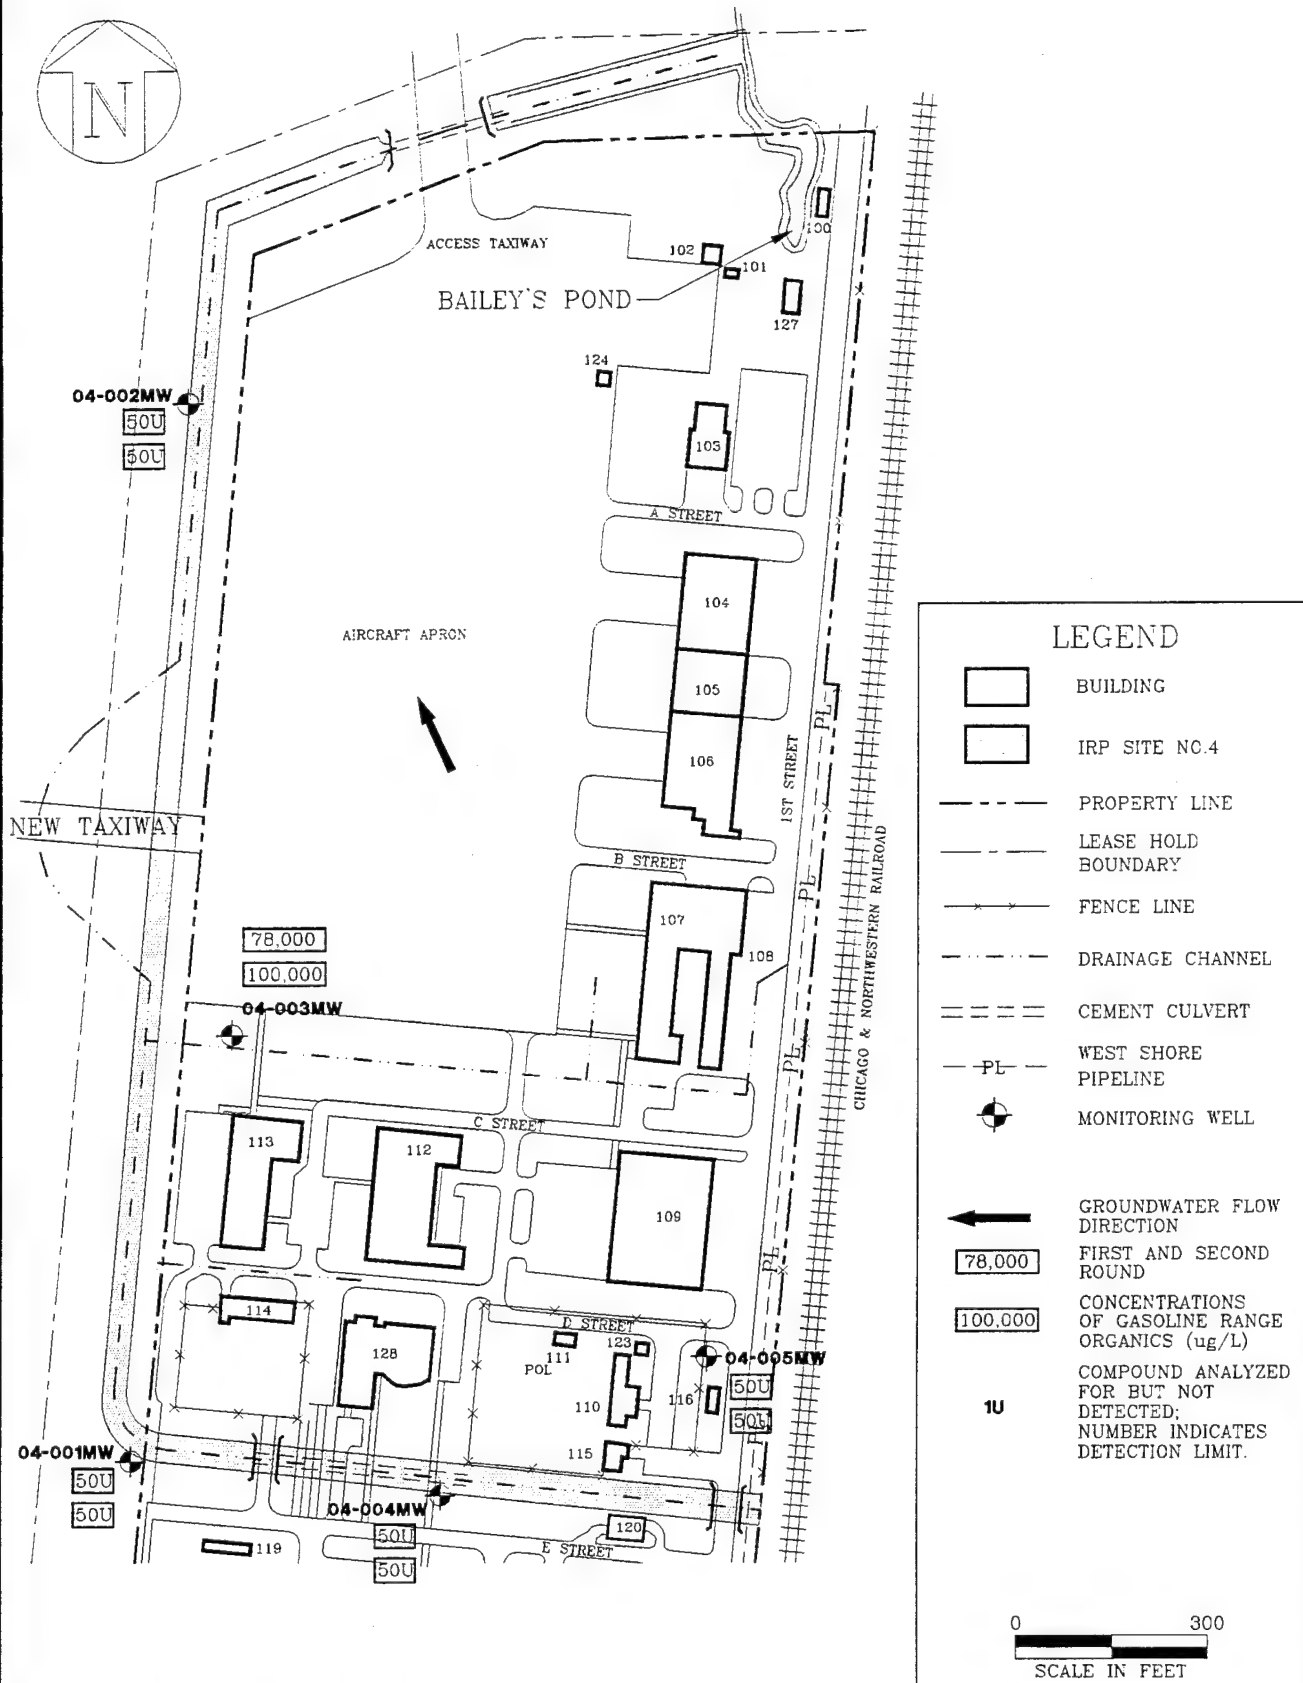 N
ACCESS TAXIWAY
102
101
100
BAILEY'S POND
127
124
04-002MW
50U
50U
103
A STREET
104
AIRCRAFT APRON
105
PL
106
1ST STREET
NEW TAXIWAY
B STREET
PL
CHICAGO & NORTHWESTERN RAILROAD
107
108
78,000
100,000
04-003MW
PL
C STREET
113
112
109
PL
114
D STREET
128
111
123
POL
04-005MW
50U
50U
116
110
PL
115
04-001MW
50U
50U
04-004MW
50U
50U
120
E STREET
119
LEGEND
BUILDING
IRP SITE NO.4
PROPERTY LINE
LEASE HOLD
BOUNDARY
FENCE LINE
DRAINAGE CHANNEL
CEMENT CULVERT
PL
WEST SHORE
PIPELINE
MONITORING WELL
GROUNDWATER FLOW
DIRECTION
78,000
FIRST AND SECOND
ROUND
100,000
CONCENTRATIONS
OF GASOLINE RANGE
ORGANICS (ug/L)
1U
COMPOUND ANALYZED
FOR BUT NOT
DETECTED;
NUMBER INDICATES
DETECTION LIMIT.
0 300
SCALE IN FEET